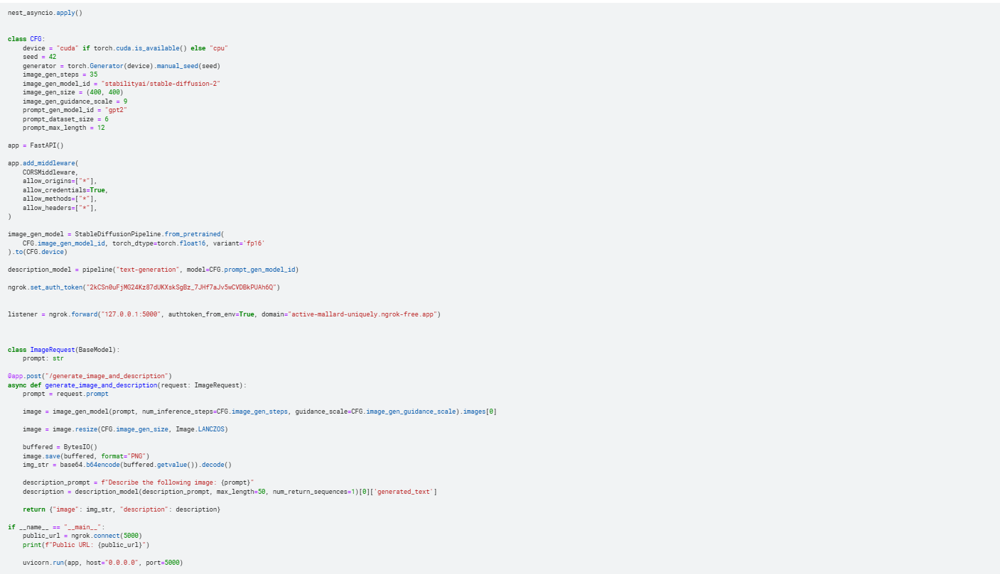 nest_asyncio.apply()
class CFG:
    device = "cuda" if torch.cuda.is_available() else "cpu"
    seed = 42
    generator = torch.Generator(device).manual_seed(seed)
    image_gen_steps = 35
    image_gen_model_id = "stabilityai/stable-diffusion-2"
    image_gen_size = (400, 400)
    image_gen_guidance_scale = 9
    prompt_gen_model_id = "gpt2"
    prompt_dataset_size = 6
    prompt_max_length = 12
app = FastAPI()
app.add_middleware(
    CORSMiddleware,
    allow_origins=["*"],
    allow_credentials=True,
    allow_methods=["*"],
    allow_headers=["*"],
)
image_gen_model = StableDiffusionPipeline.from_pretrained(
    CFG.image_gen_model_id, torch_dtype=torch.float16, variant='fp16'
).to(CFG.device)
description_model = pipeline("text-generation", model=CFG.prompt_gen_model_id)
ngrok.set_auth_token("2kCSn0uFjMG24Kz87dUKXskSgBz_7JHf7aJv5wCVDBkPUAh6Q")
listener = ngrok.forward("127.0.0.1:5000", authtoken_from_env=True, domain="active-mallard-uniquely.ngrok-free.app")
class ImageRequest(BaseModel):
    prompt: str
@app.post("/generate_image_and_description")
async def generate_image_and_description(request: ImageRequest):
    prompt = request.prompt
    image = image_gen_model(prompt, num_inference_steps=CFG.image_gen_steps, guidance_scale=CFG.image_gen_guidance_scale).images[0]
    image = image.resize(CFG.image_gen_size, Image.LANCZOS)
    buffered = BytesIO()
    image.save(buffered, format="PNG")
    img_str = base64.b64encode(buffered.getvalue()).decode()
    description_prompt = f"Describe the following image: {prompt}"
    description = description_model(description_prompt, max_length=50, num_return_sequences=1)[0]['generated_text']
    return {"image": img_str, "description": description}
if __name__ == "__main__":
    public_url = ngrok.connect(5000)
    print(f"Public URL: {public_url}")
    uvicorn.run(app, host="0.0.0.0", port=5000)